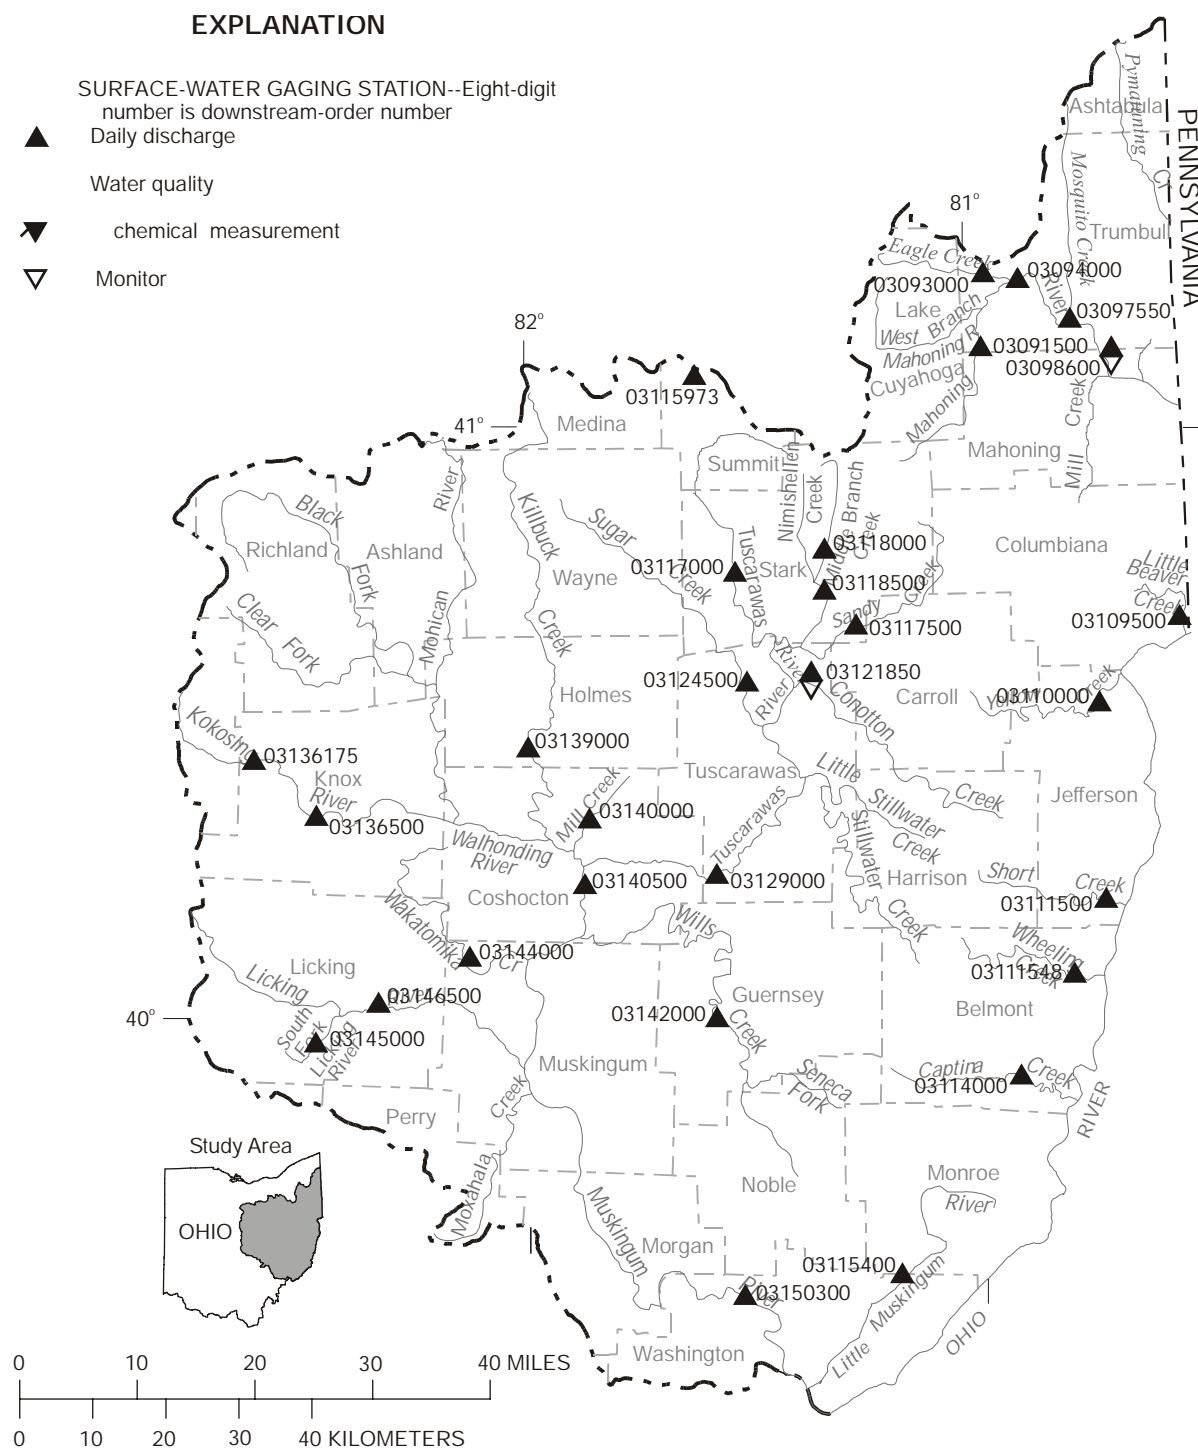 EXPLANATION
SURFACE-WATER GAGING STATION--Eight-digit
number is downstream-order number
Daily discharge
Water quality
chemical measurement
Monitor
PENNSYLVANIA
Pymatuning Cr
Ashtabula
Mosquito Creek
Trumbull
81°
Eagle Creek
03093000
03094000
River
Lake
West Branch
Mahoning R
03097550
03091500
03098600
Cuyahoga
Mahoning
Mahoning
Mill Creek
82°
03115973
41°
Medina
Summit
Nimishellen
Creek
Middle Branch
Creek
River
Killbuck
Creek
Black
Fork
Richland
Ashland
Sugar
Creek
Wayne
Tuscarawas
River
03117000
Stark
03118000
03118500
Columbiana
Little
Beaver
Creek
03109500
Sandy
Creek
03117500
Clear
Fork
Mohican
Holmes
03124500
River
03121850
Conotton
Carroll
Yellow Creek
03110000
Kokosing
03136175
03139000
Knox
River
03136500
Tuscarawas
Little
Stillwater
Creek
Creek
Jefferson
Mill Creek
03140000
Tuscarawas
Stillwater
Creek
Walhonding
River
Coshocton
03140500
03129000
Harrison
Short
Creek
03111500
Wakatomika
Cr
03144000
Wills
Creek
Wheeling
Creek
03111548
Licking
Licking
River
03146500
Guernsey
Belmont
40°
03142000
South
Fork
Licking
River
03145000
Muskingum
Seneca
Fork
Captina
Creek
03114000
RIVER
Perry
Creek
Moxahala
Study Area
OHIO
Noble
Monroe
River
Muskingum
Morgan
03115400
River
03150300
Muskingum
Little
OHIO
Washington
0 10 20 30 40 MILES
0 10 20 30 40 KILOMETERS